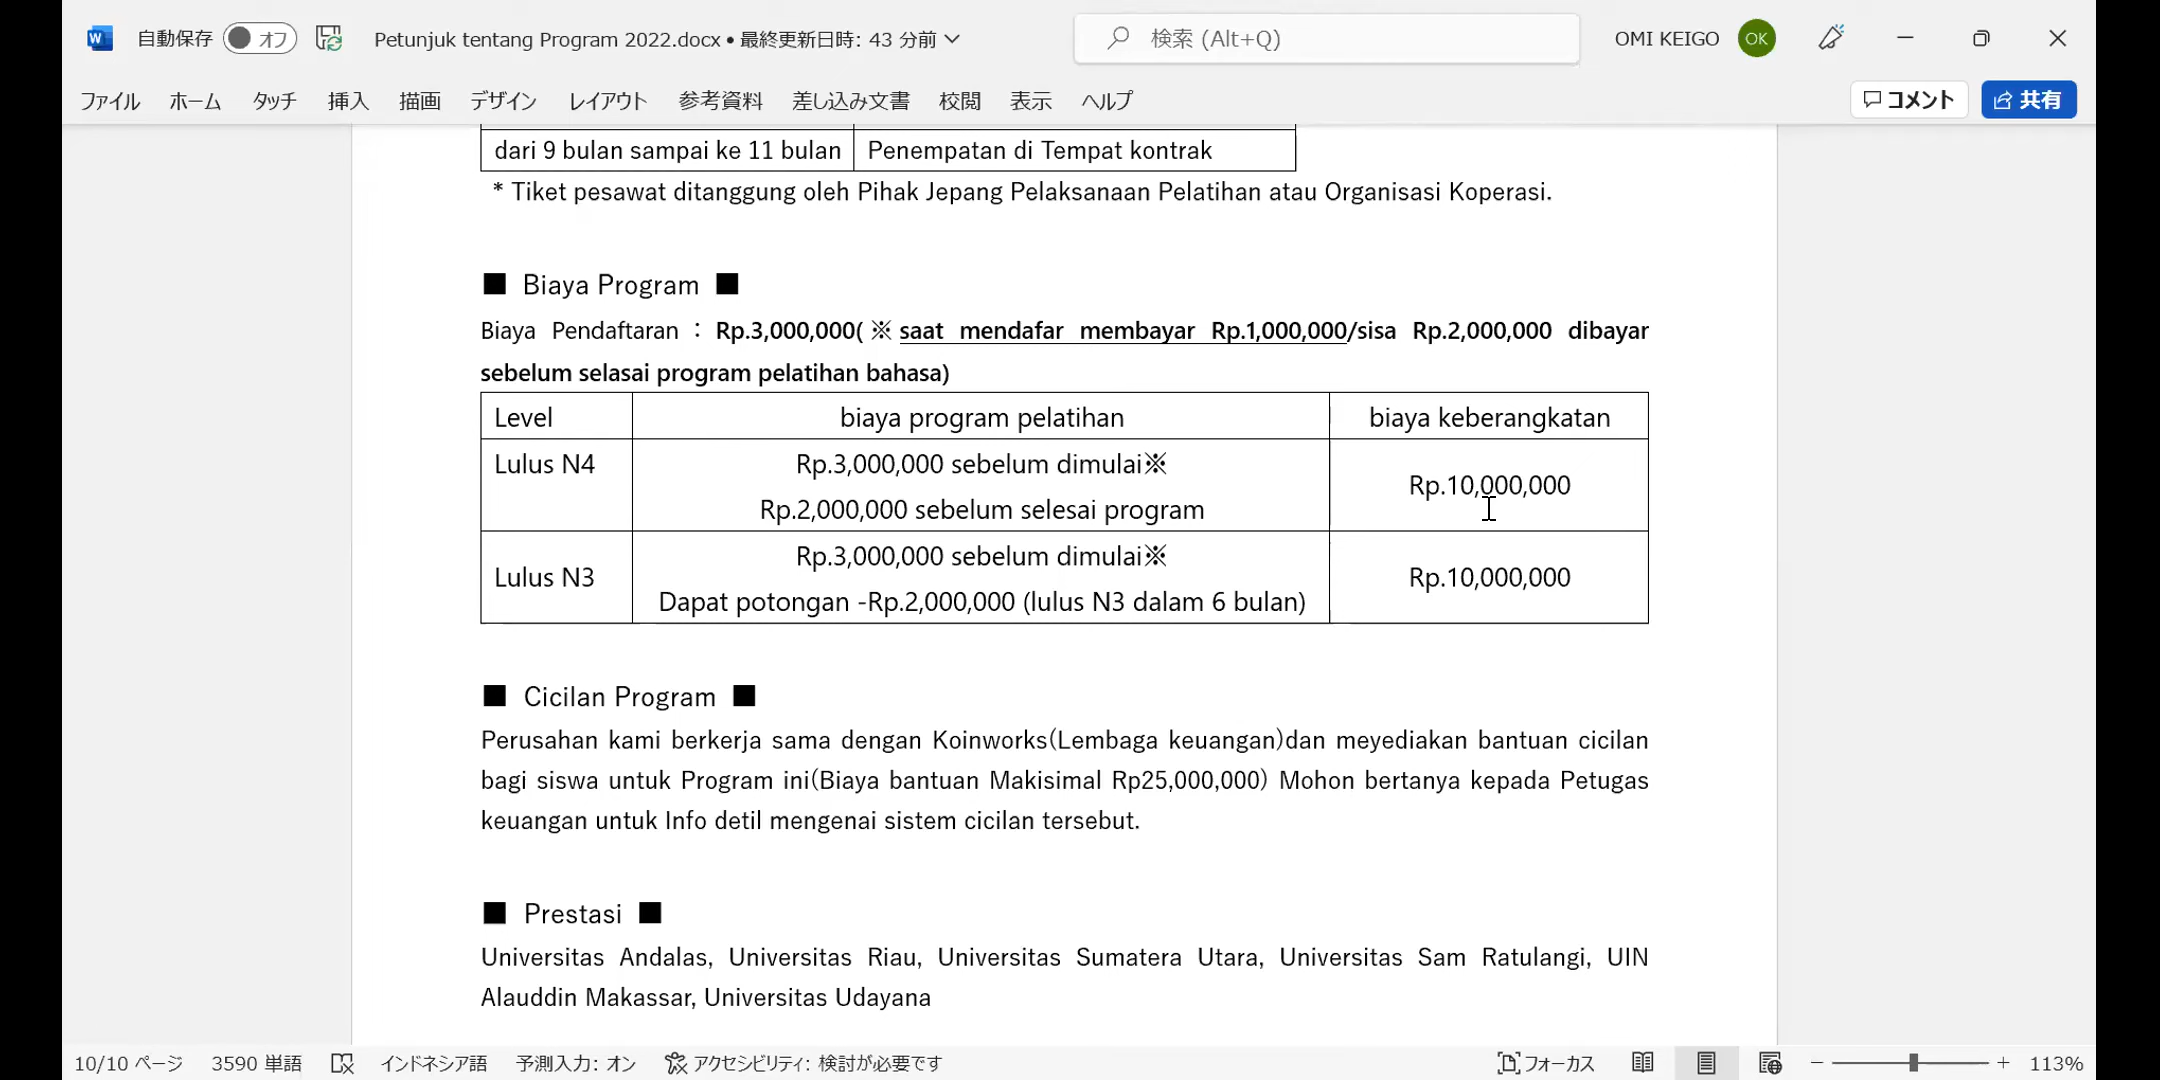 自動保存 オフ Petunjuk tentang Program 2022.docx • 最終更新日時: 43 分前 検索 (Alt+Q) OMI KEIGO OK
ファイル ホーム タッチ 挿入 描画 デザイン レイアウト 参考資料 差し込み文書 校閲 表示 ヘルプ コメント 共有
dari 9 bulan sampai ke 11 bulan Penempatan di Tempat kontrak
* Tiket pesawat ditanggung oleh Pihak Jepang Pelaksanaan Pelatihan atau Organisasi Koperasi.
■ Biaya Program ■
Biaya Pendaftaran : Rp.3,000,000(※saat mendafar membayar Rp.1,000,000/sisa Rp.2,000,000 dibayar
sebelum selasai program pelatihan bahasa)
Level biaya program pelatihan biaya keberangkatan
Lulus N4 Rp.3,000,000 sebelum dimulai※
Rp.10,000,000
Rp.2,000,000 sebelum selesai program
Rp.3,000,000 sebelum dimulai※
Lulus N3 Rp.10,000,000
Dapat potongan -Rp.2,000,000 (lulus N3 dalam 6 bulan)
■ Cicilan Program ■
Perusahan kami berkerja sama dengan Koinworks(Lembaga keuangan)dan meyediakan bantuan cicilan
bagi siswa untuk Program ini(Biaya bantuan Makisimal Rp25,000,000) Mohon bertanya kepada Petugas
keuangan untuk Info detil mengenai sistem cicilan tersebut.
■ Prestasi ■
Universitas Andalas, Universitas Riau, Universitas Sumatera Utara, Universitas Sam Ratulangi, UIN
Alauddin Makassar, Universitas Udayana
10/10 ページ 3590 単語 インドネシア語 予測入力: オン アクセシビリティ: 検討が必要です フォーカス 113%